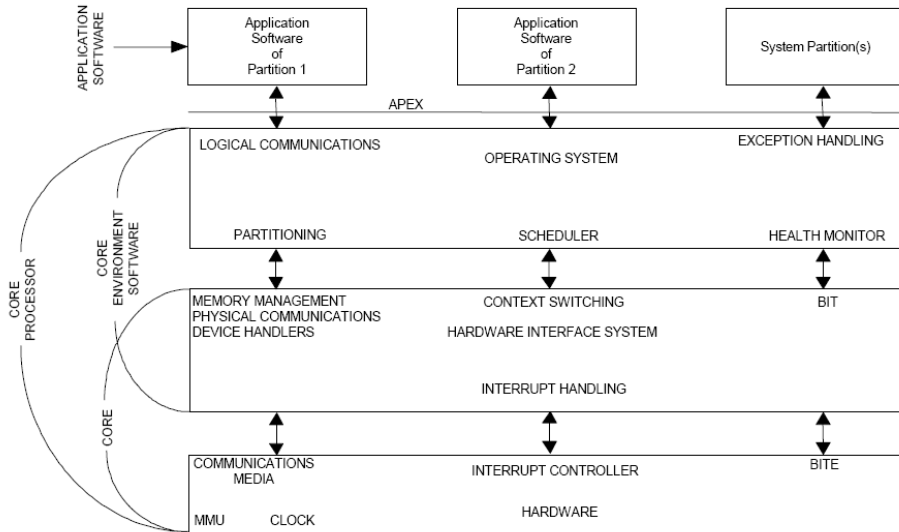 APPLICATION
SOFTWARE
Application
Software
of
Partition 1
Application
Software
of
Partition 2
System Partition(s)
APEX
LOGICAL COMMUNICATIONS
OPERATING SYSTEM
EXCEPTION HANDLING
PARTITIONING
SCHEDULER
HEALTH MONITOR
CORE
PROCESSOR
CORE
ENVIRONMENT
SOFTWARE
MEMORY MANAGEMENT
PHYSICAL COMMUNICATIONS
DEVICE HANDLERS
CONTEXT SWITCHING
HARDWARE INTERFACE SYSTEM
BIT
INTERRUPT HANDLING
CORE
COMMUNICATIONS
MEDIA
INTERRUPT CONTROLLER
BITE
HARDWARE
MMU
CLOCK